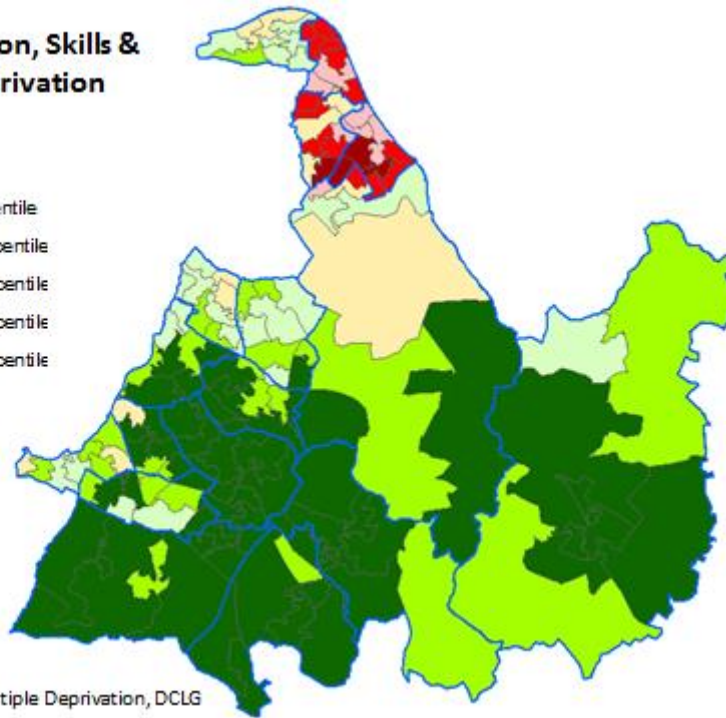 on, Skills &
rivation
entile
entile
entile
entile
entile
tiple Deprivation, DCLG